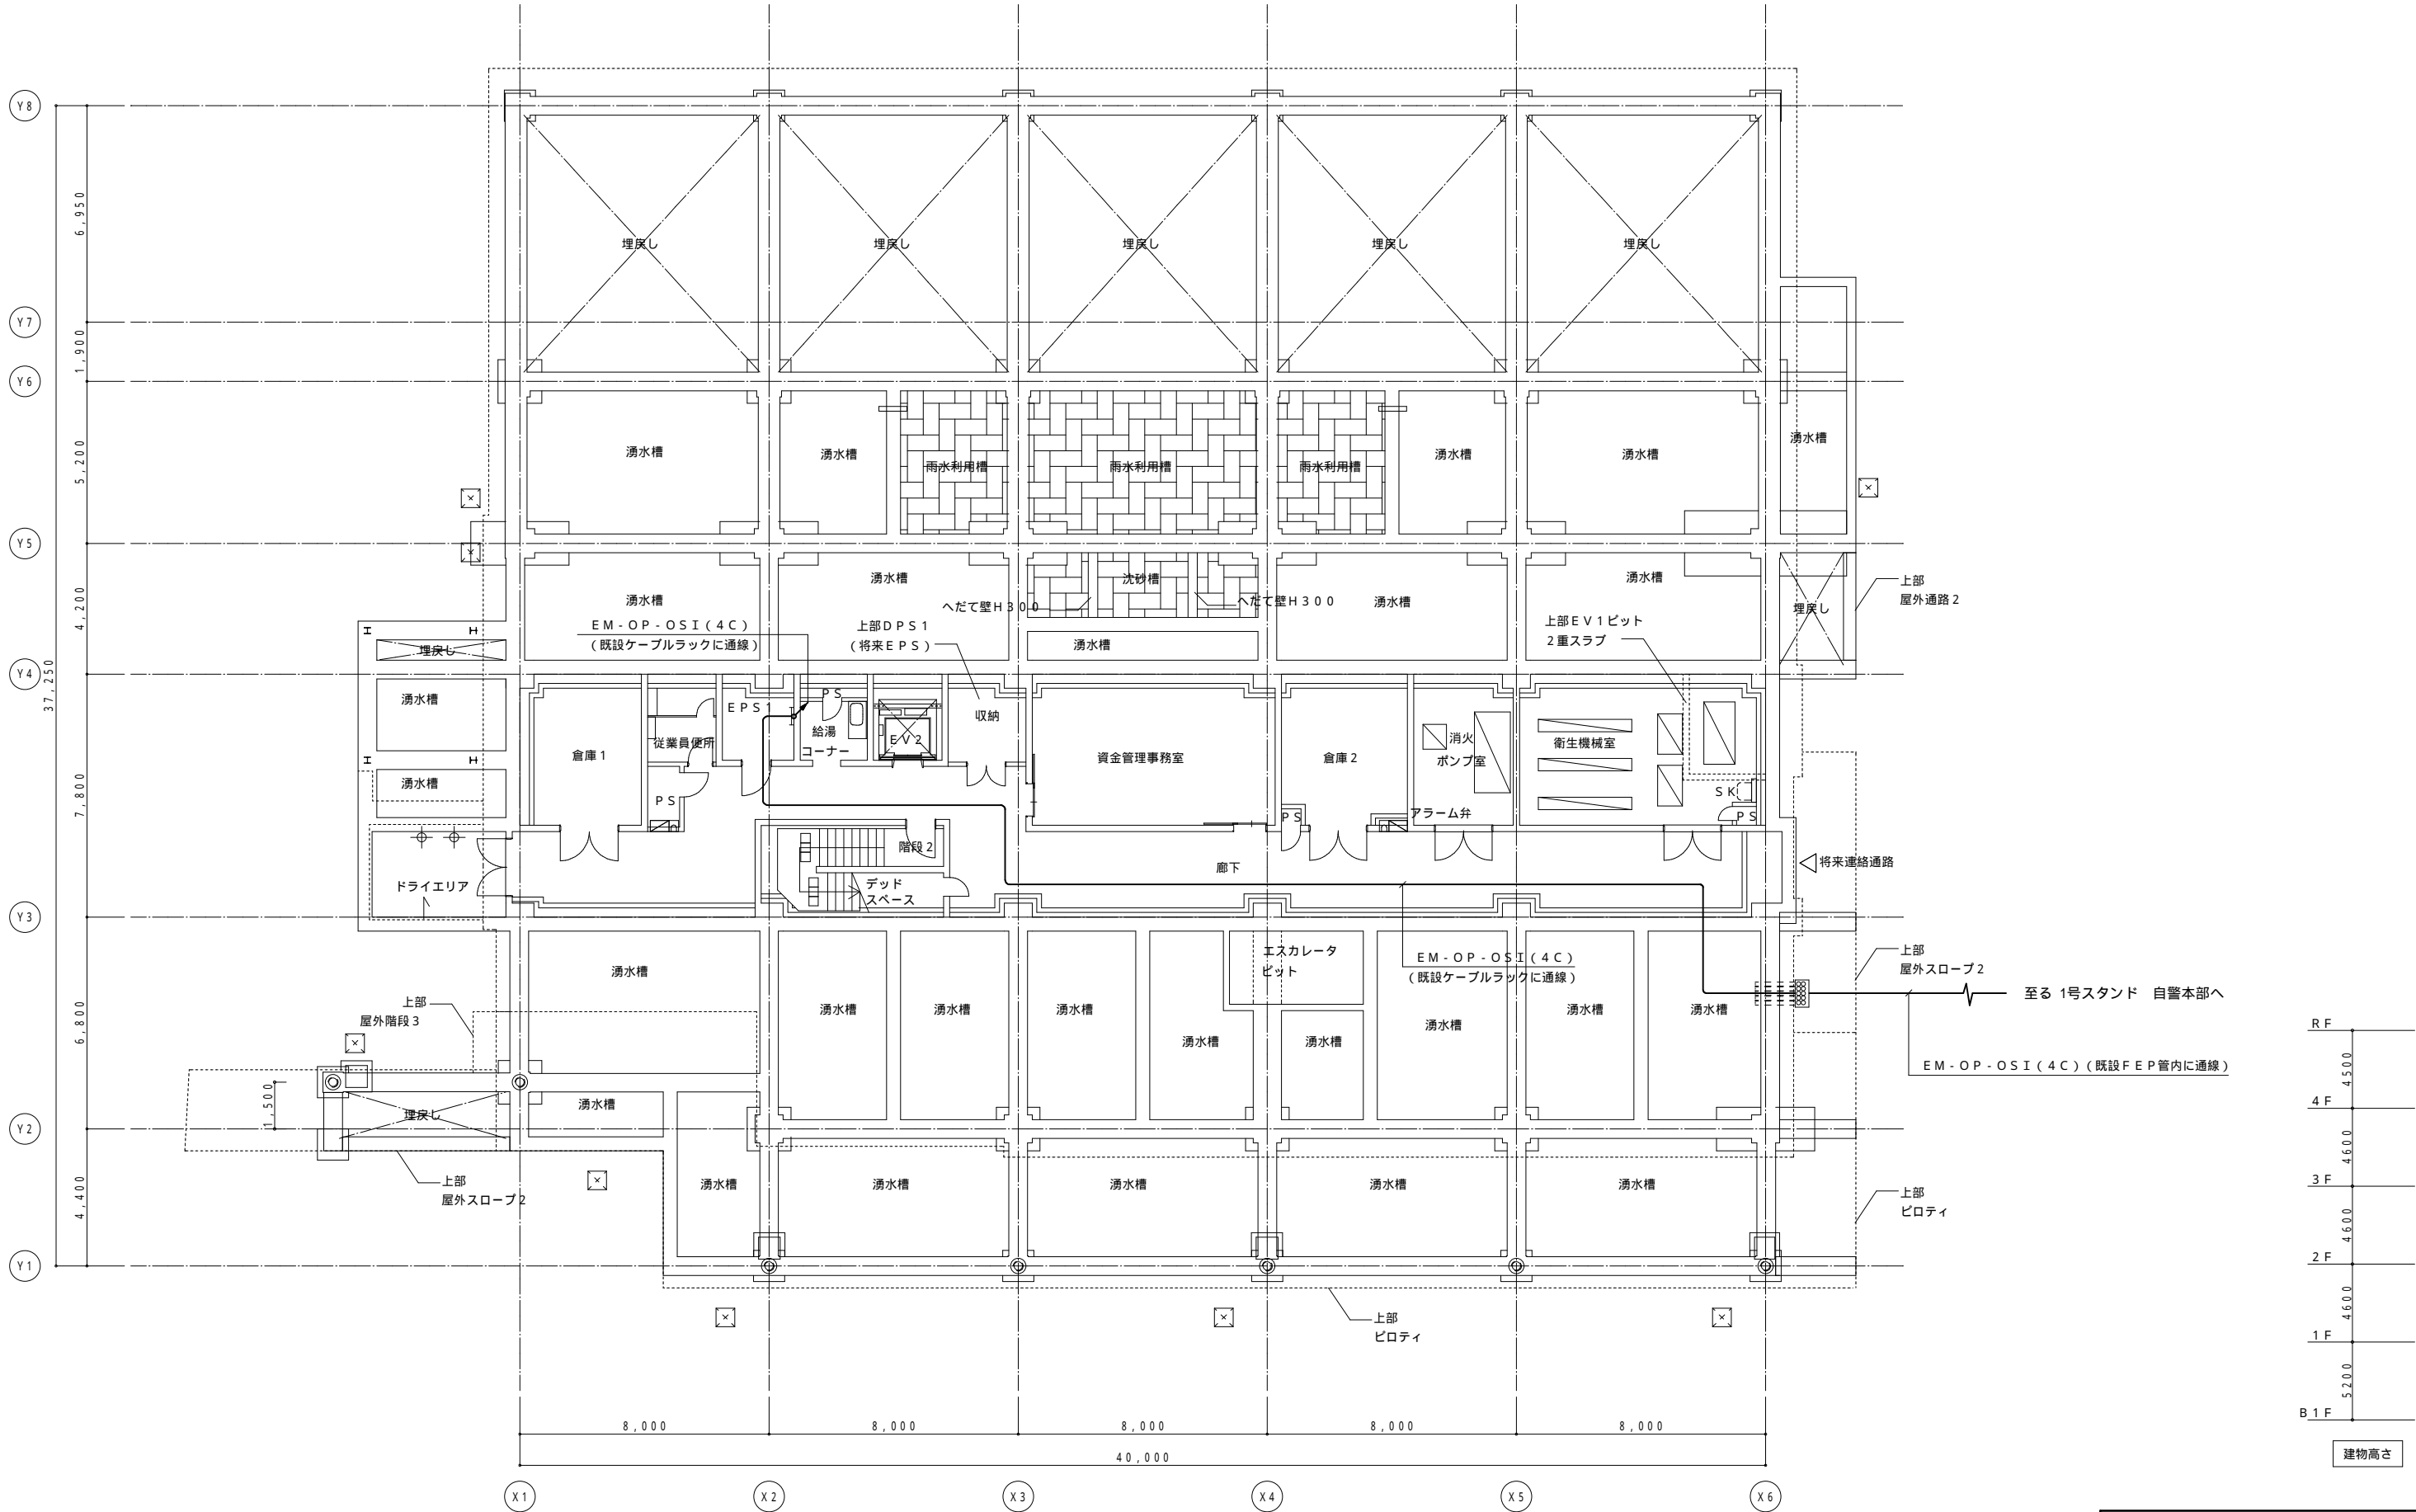 Y8
6,950
埋戻し 埋戻し 埋戻し 埋戻し 埋戻し
Y7
1,900
Y6
5,200
湧水槽 湧水槽 雨水利用槽 雨水利用槽 雨水利用槽 湧水槽 湧水槽 湧水槽
Y5
4,200
湧水槽
湧水槽
沈砂槽
へだて壁H300
へだて壁H300
湧水槽
湧水槽
埋戻し
上部
屋外通路2
EM-OP-OSI(4C)
(既設ケーブルラックに通線)
上部DPS1
(将来EPS)
湧水槽
上部EV1ピット
2重スラブ
埋戻し
37,250
Y4
湧水槽
湧水槽
7,800
倉庫1
従業員便所
PS
EPS1
PS
給湯
コーナー
EV2
収納
資金管理事務室
倉庫2
PS
消火
ポンプ室
アラーム弁
衛生機械室
SK
PS
ドライエリア
階段2
デッド
スペース
廊下
将来連絡通路
Y3
6,800
湧水槽
湧水槽
湧水槽
湧水槽
湧水槽
エスカレータ
ピット
湧水槽
EM-OP-OSI(4C)
(既設ケーブルラックに通線)
湧水槽
湧水槽
湧水槽
上部
屋外スロープ2
至る 1号スタンド 自警本部へ
EM-OP-OSI(4C)(既設FEP管内に通線)
上部
屋外階段3
1,500
埋戻し
湧水槽
Y2
4,400
上部
屋外スロープ2
湧水槽 湧水槽 湧水槽 湧水槽 湧水槽
上部
ピロティ
Y1
上部
ピロティ
8,000 8,000 8,000 8,000 8,000
40,000
X1 X2 X3 X4 X5 X6
RF
4500
4F
4600
3F
4600
2F
4600
1F
5200
B1F
建物高さ